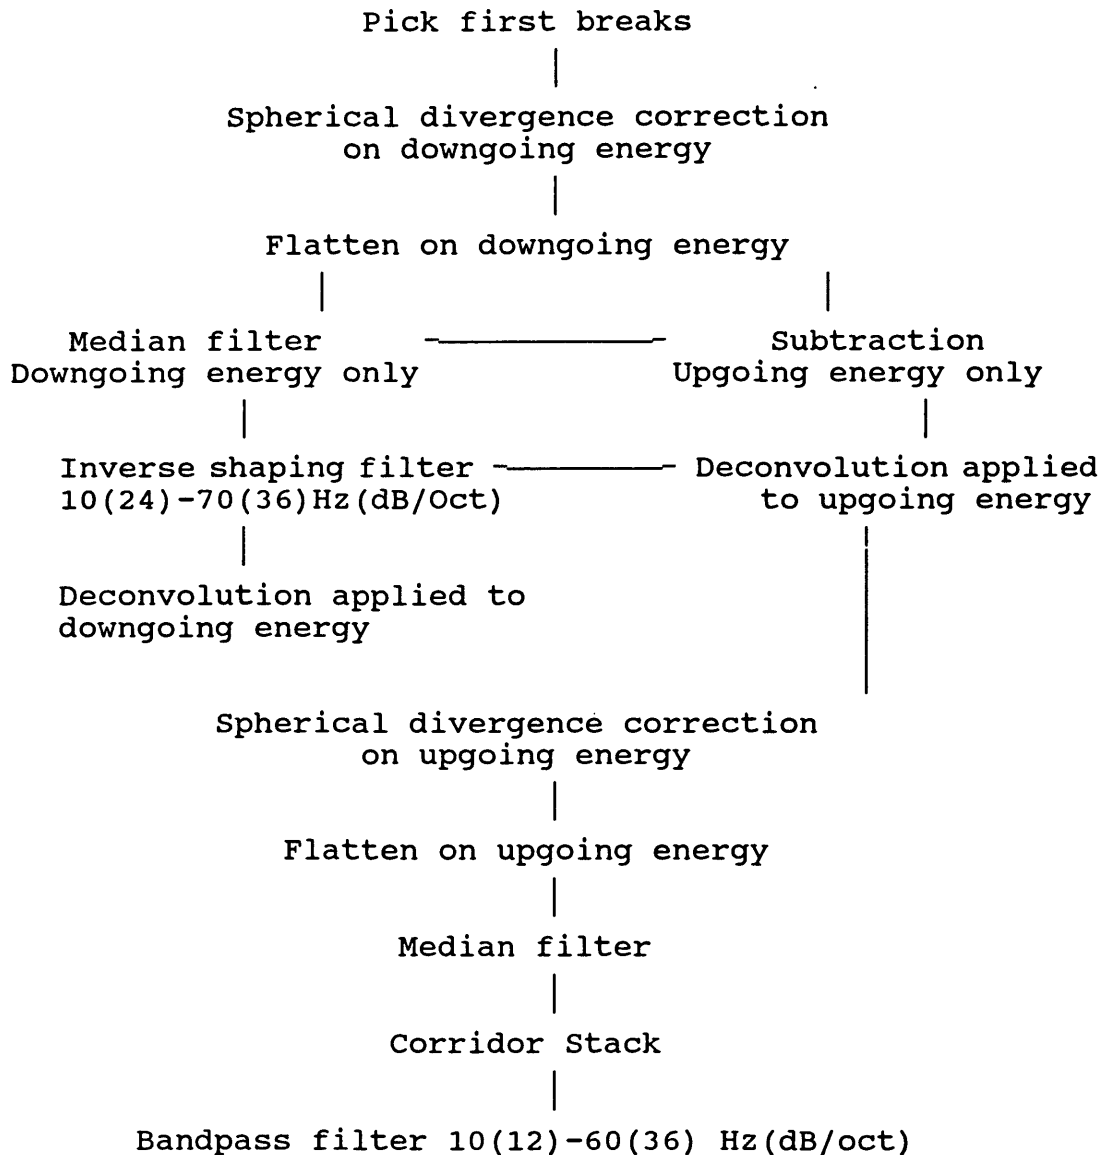 Pick first breaks
Spherical divergence correction
on downgoing energy
Flatten on downgoing energy
Median filter
Downgoing energy only
Subtraction
Upgoing energy only
Inverse shaping filter
10(24)-70(36)Hz(dB/Oct)
Deconvolution applied
to upgoing energy
Deconvolution applied to
downgoing energy
Spherical divergence correction
on upgoing energy
Flatten on upgoing energy
Median filter
Corridor Stack
Bandpass filter 10(12)-60(36) Hz(dB/oct)